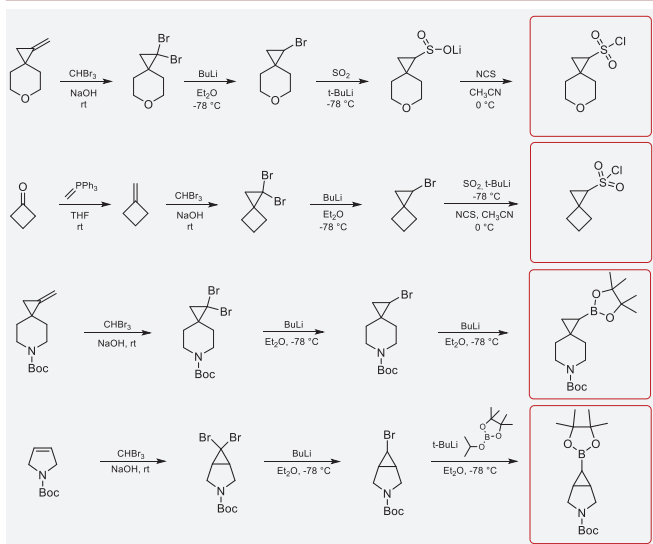 Br
Br
O
CHBr3
NaOH
rt
Br
O
BuLi
Et2O
-78 °C
Br
O
SO2
t-BuLi
-78 °C
O
S
OLi
O
NCS
CH3CN
0 °C
O
S
Cl
O
O
O
PPh3
THF
rt
CHBr3
NaOH
rt
Br
Br
BuLi
Et2O
-78 °C
Br
SO2, t-BuLi
-78 °C
NCS, CH3CN
0 °C
O
S
Cl
O
N
Boc
CHBr3
NaOH, rt
Br
Br
N
Boc
BuLi
Et2O, -78 °C
Br
N
Boc
BuLi
Et2O, -78 °C
O
B
O
N
Boc
N
Boc
CHBr3
NaOH, rt
Br
Br
N
Boc
BuLi
Et2O, -78 °C
Br
N
Boc
t-BuLi
O
B
O
O
Et2O, -78 °C
O
O
B
N
Boc